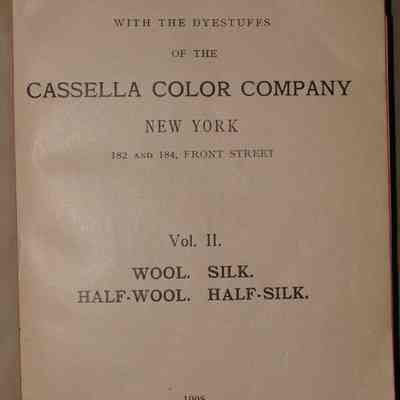 WITH THE DYESTUFFS
OF THE
CASSELLA COLOR COMPANY
NEW YORK
182 AND 184, FRONT STREET
Vol. II.
WOOL. SILK.
HALF-WOOL. HALF-SILK.